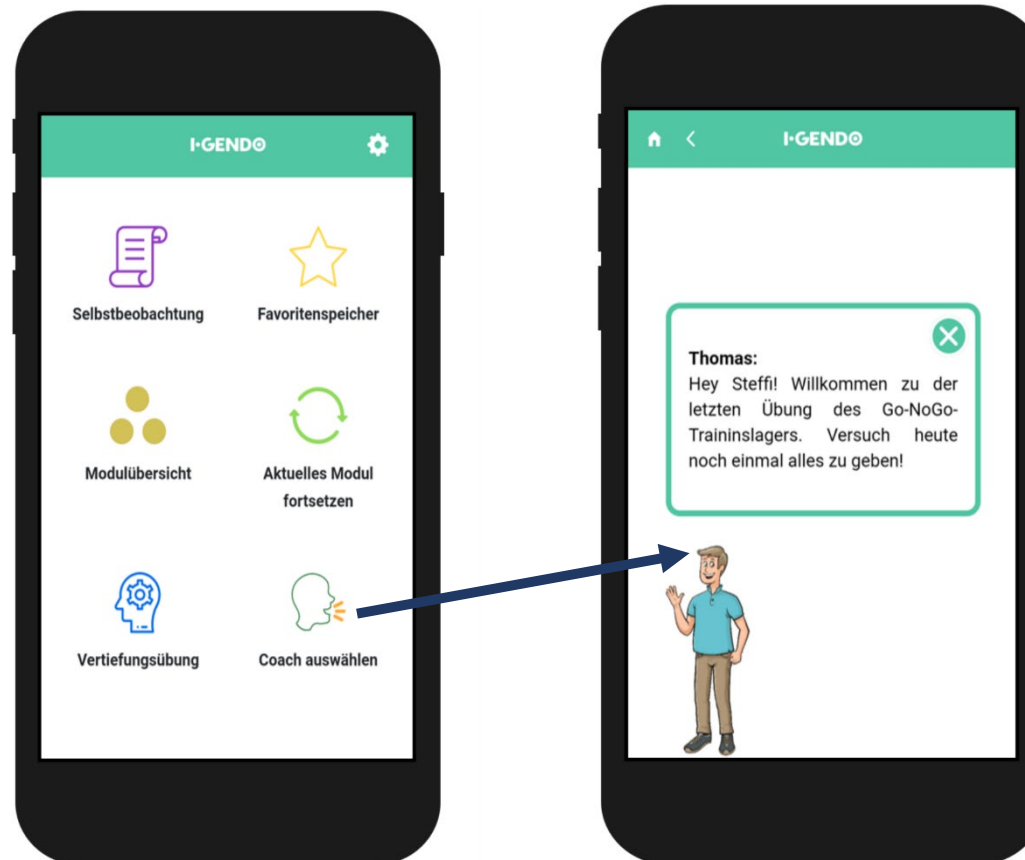 I·GENDO
Selbstbeobachtung
Favoritenspeicher
Modulübersicht
Aktuelles Modul
fortsetzen
Vertiefungsübung
Coach auswählen
I·GENDO
Thomas:
Hey Steffi! Willkommen zu der
letzten Übung des Go-NoGo-
Traininslagers. Versuch heute
noch einmal alles zu geben!